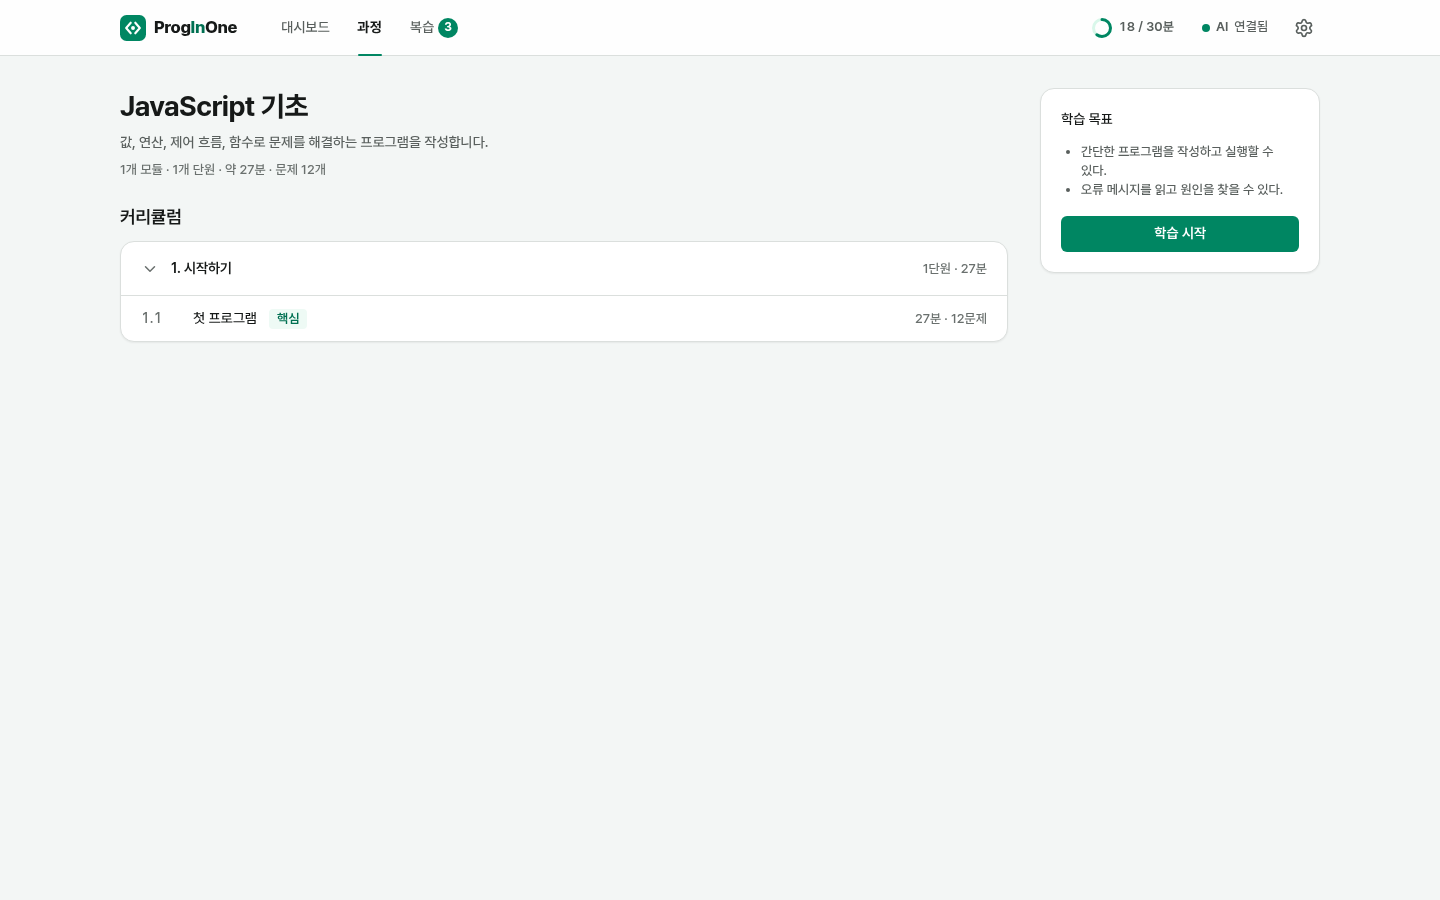 ProgInOne 대시보드 과정 복습 3 18 / 30분 AI 연결됨
JavaScript 기초
값, 연산, 제어 흐름, 함수로 문제를 해결하는 프로그램을 작성합니다.
1개 모듈 · 1개 단원 · 약 27분 · 문제 12개
커리큘럼
1. 시작하기 1단원 · 27분
1.1 첫 프로그램 핵심 27분 · 12문제
학습 목표
• 간단한 프로그램을 작성하고 실행할 수
있다.
• 오류 메시지를 읽고 원인을 찾을 수 있다.
학습 시작